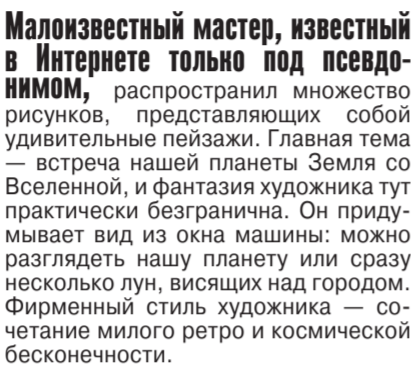 Малоизвестный мастер, известный
в Интернете только под псевдо-
нимом, распространил множество
рисунков, представляющих собой
удивительные пейзажи. Главная тема
— встреча нашей планеты Земля со
Вселенной, и фантазия художника тут
практически безгранична. Он приду-
мывает вид из окна машины: можно
разглядеть нашу планету или сразу
несколько лун, висящих над городом.
Фирменный стиль художника — со-
четание милого ретро и космической
бесконечности.